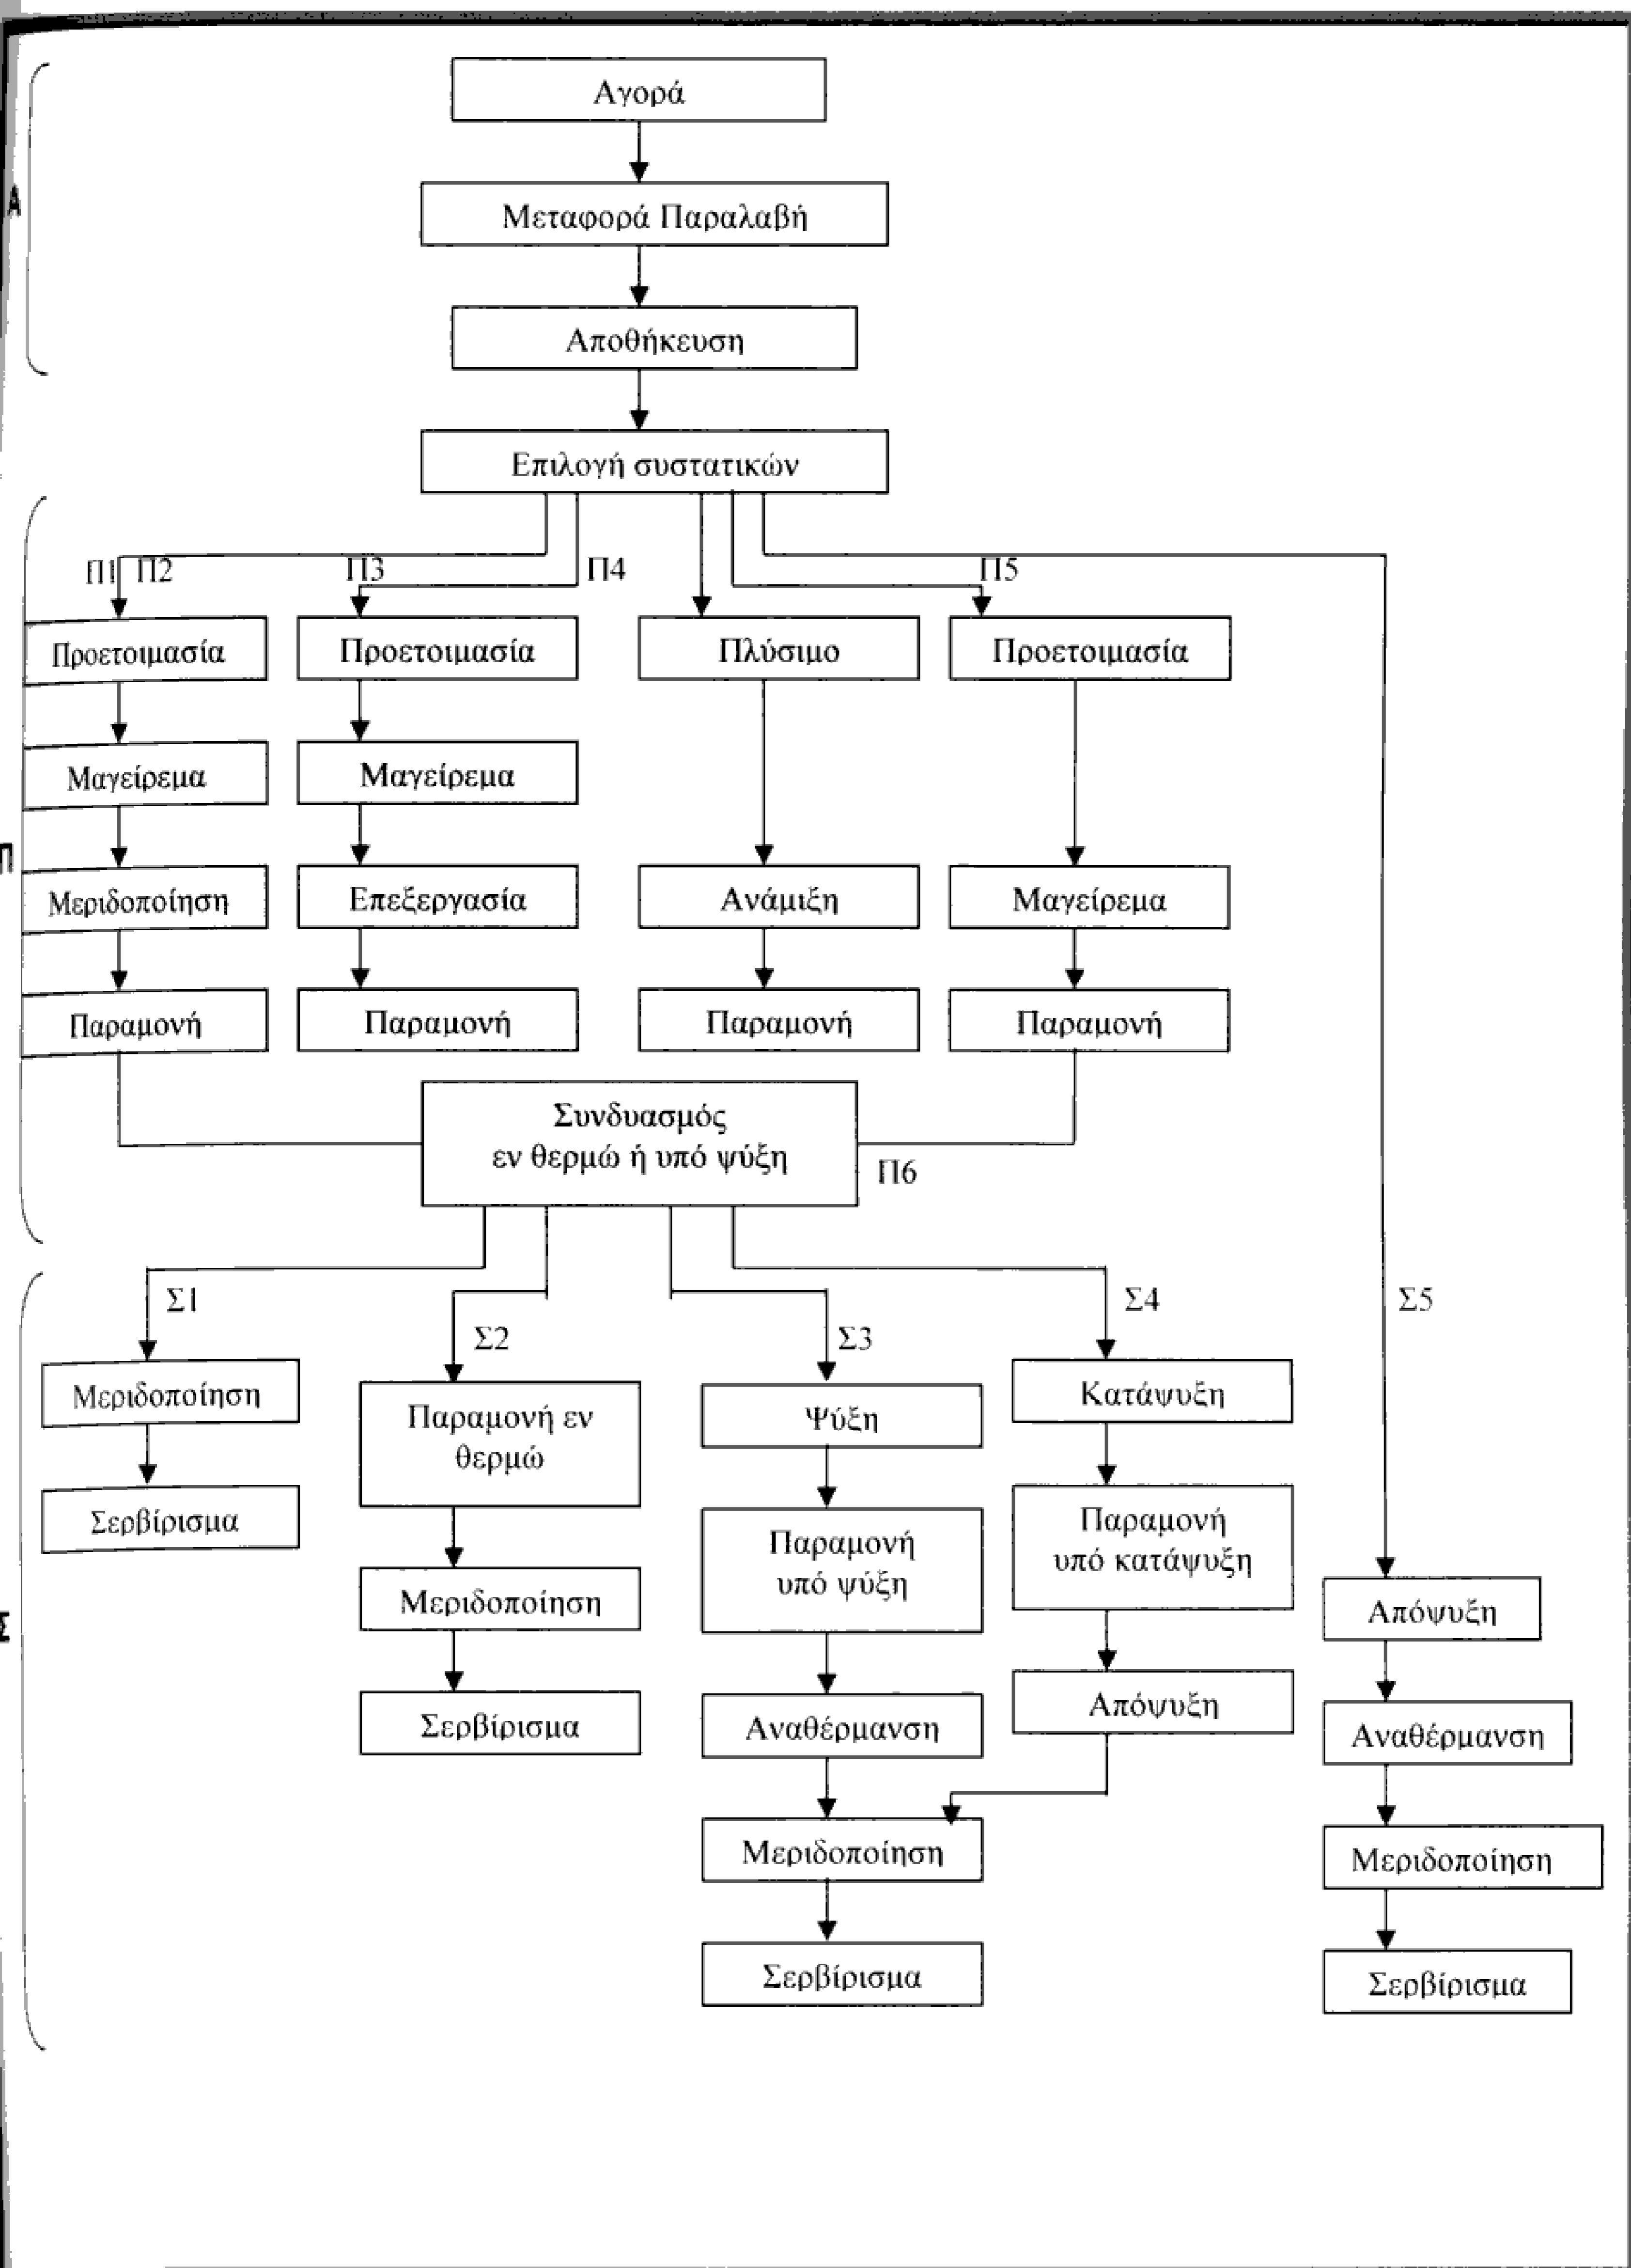 Αγορά
Α
Μεταφορά Παραλαβή
Αποθήκευση
Επιλογή συστατικών
Π1 Π2 Π3 Π4 Π5
Προετοιμασία Προετοιμασία Πλύσιμο Προετοιμασία
Μαγείρεμα Μαγείρεμα
Π
Μεριδοποίηση Επεξεργασία Ανάμιξη Μαγείρεμα
Παραμονή Παραμονή Παραμονή Παραμονή
Συνδυασμός
εν θερμώ ή υπό ψύξη
Π6
Σ1 Σ4 Σ5
Σ2 Σ3
Μεριδοποίηση
Σερβίρισμα
Παραμονή εν
θερμώ
Μεριδοποίηση
Σερβίρισμα
Ψύξη
Παραμονή
υπό ψύξη
Αναθέρμανση
Μεριδοποίηση
Σερβίρισμα
Κατάψυξη
Παραμονή
υπό κατάψυξη
Απόψυξη
Απόψυξη
Αναθέρμανση
Μεριδοποίηση
Σερβίρισμα
Σ